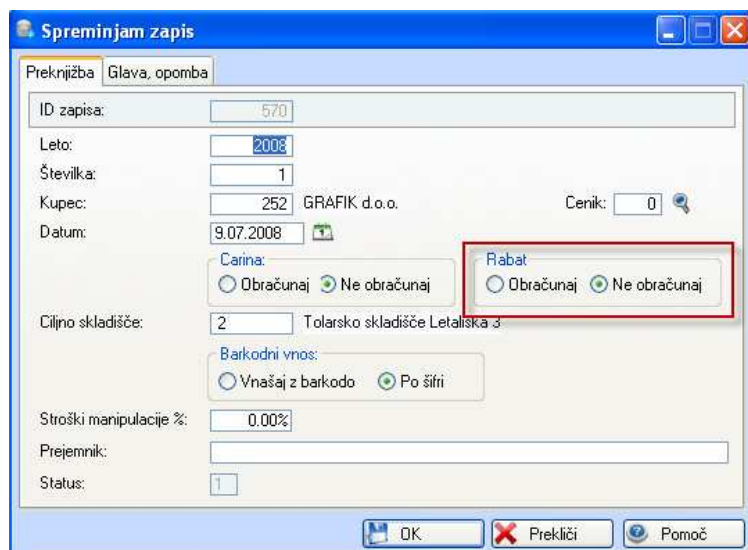 Spreminjam zapis
Preknjižba Glava, opomba
ID zapisa: 570
Leto: 2008
Številka: 1
Kupec: 252 GRAFIK d.o.o. Cenik: 0
Datum: 9.07.2008
Carina: Rabat
Obračunaj Ne obračunaj Obračunaj Ne obračunaj
Ciljno skladišče: 2 Tolarsko skladišče Letališka 3
Barkodni vnos:
Vnašaj z barkodo Po šifri
Stroški manipulacije %: 0.00%
Prejemnik:
Status: 1
OK Prekliči Pomoč